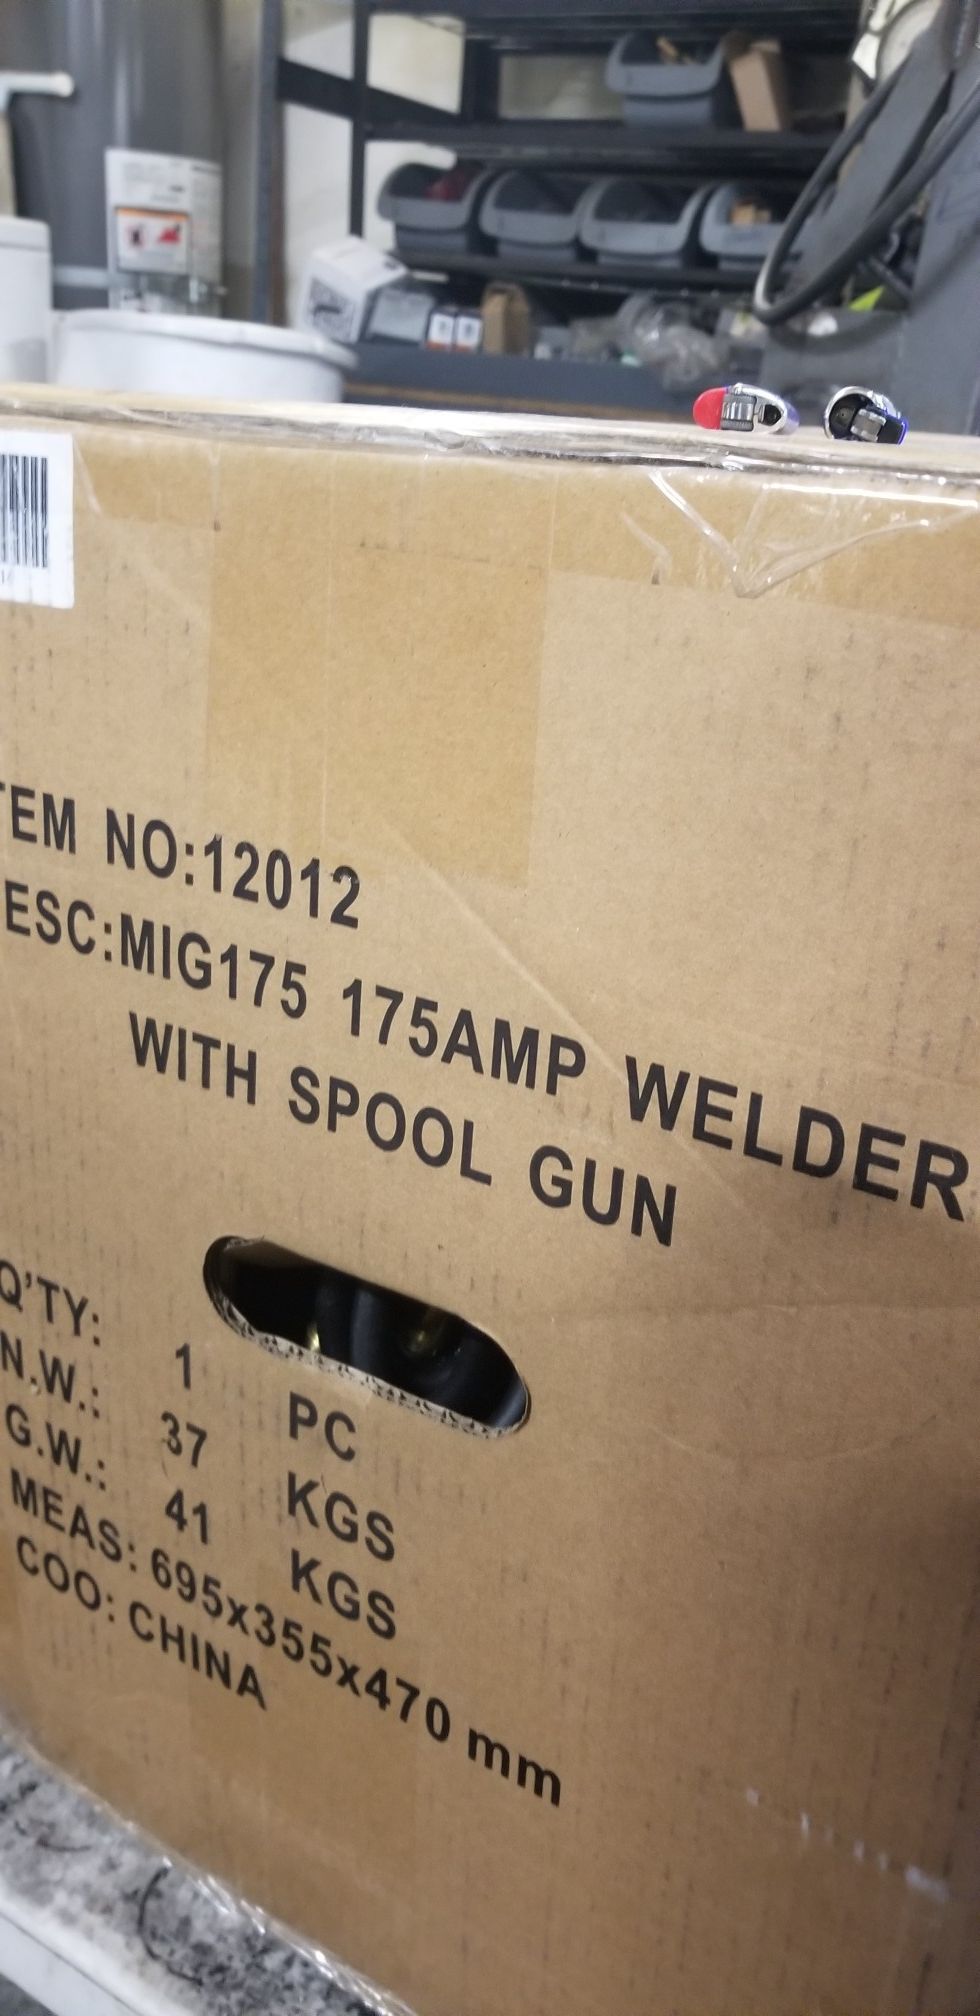 TEM NO:12012
ESC:MIG175 175AMP WELDER
WITH SPOOL GUN
Q'TY: 1 PC
N.W.: 37 KGS
G.W.: 41 KGS
MEAS: 695x355x470 mm
COO: CHINA